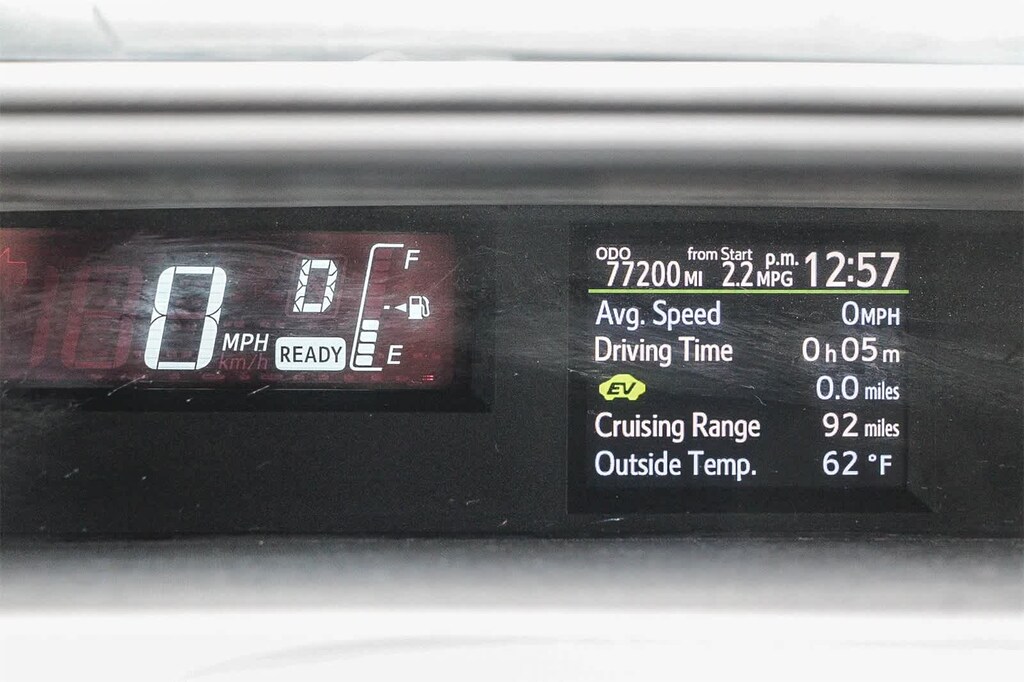 0 MPH
km/h
0
READY
F
E
ODO from Start p.m. 12:57
77200 MI 2.2 MPG
Avg. Speed 0 MPH
Driving Time 0 h 05 m
EV 0.0 miles
Cruising Range 92 miles
Outside Temp. 62 °F